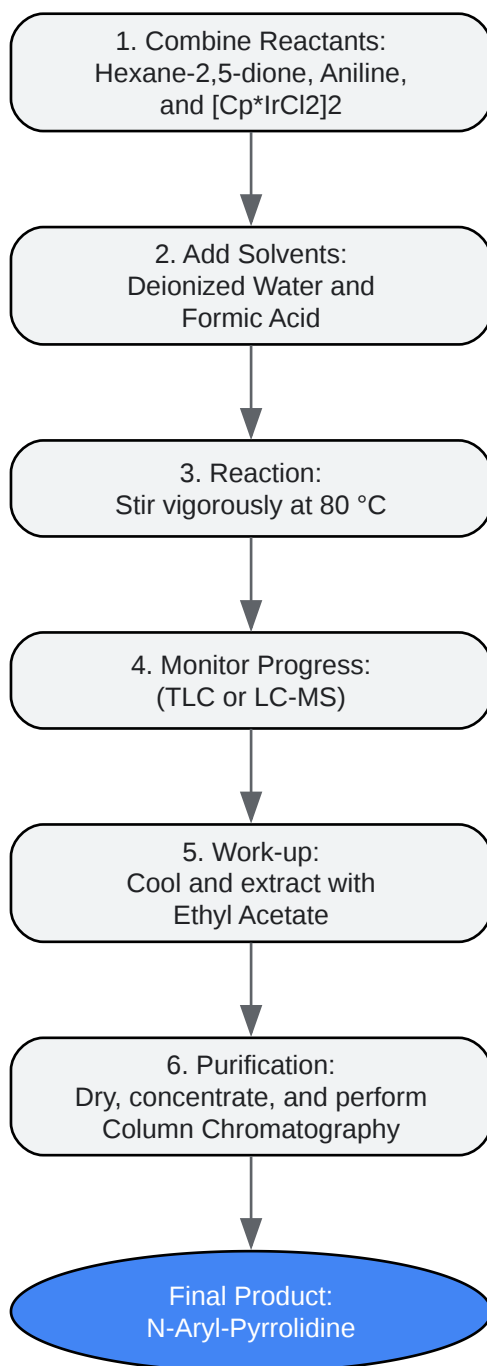 1. Combine Reactants:
Hexane-2,5-dione, Aniline,
and [Cp*IrCl2]2
2. Add Solvents:
Deionized Water and
Formic Acid
3. Reaction:
Stir vigorously at 80 °C
4. Monitor Progress:
(TLC or LC-MS)
5. Work-up:
Cool and extract with
Ethyl Acetate
6. Purification:
Dry, concentrate, and perform
Column Chromatography
Final Product:
N-Aryl-Pyrrolidine